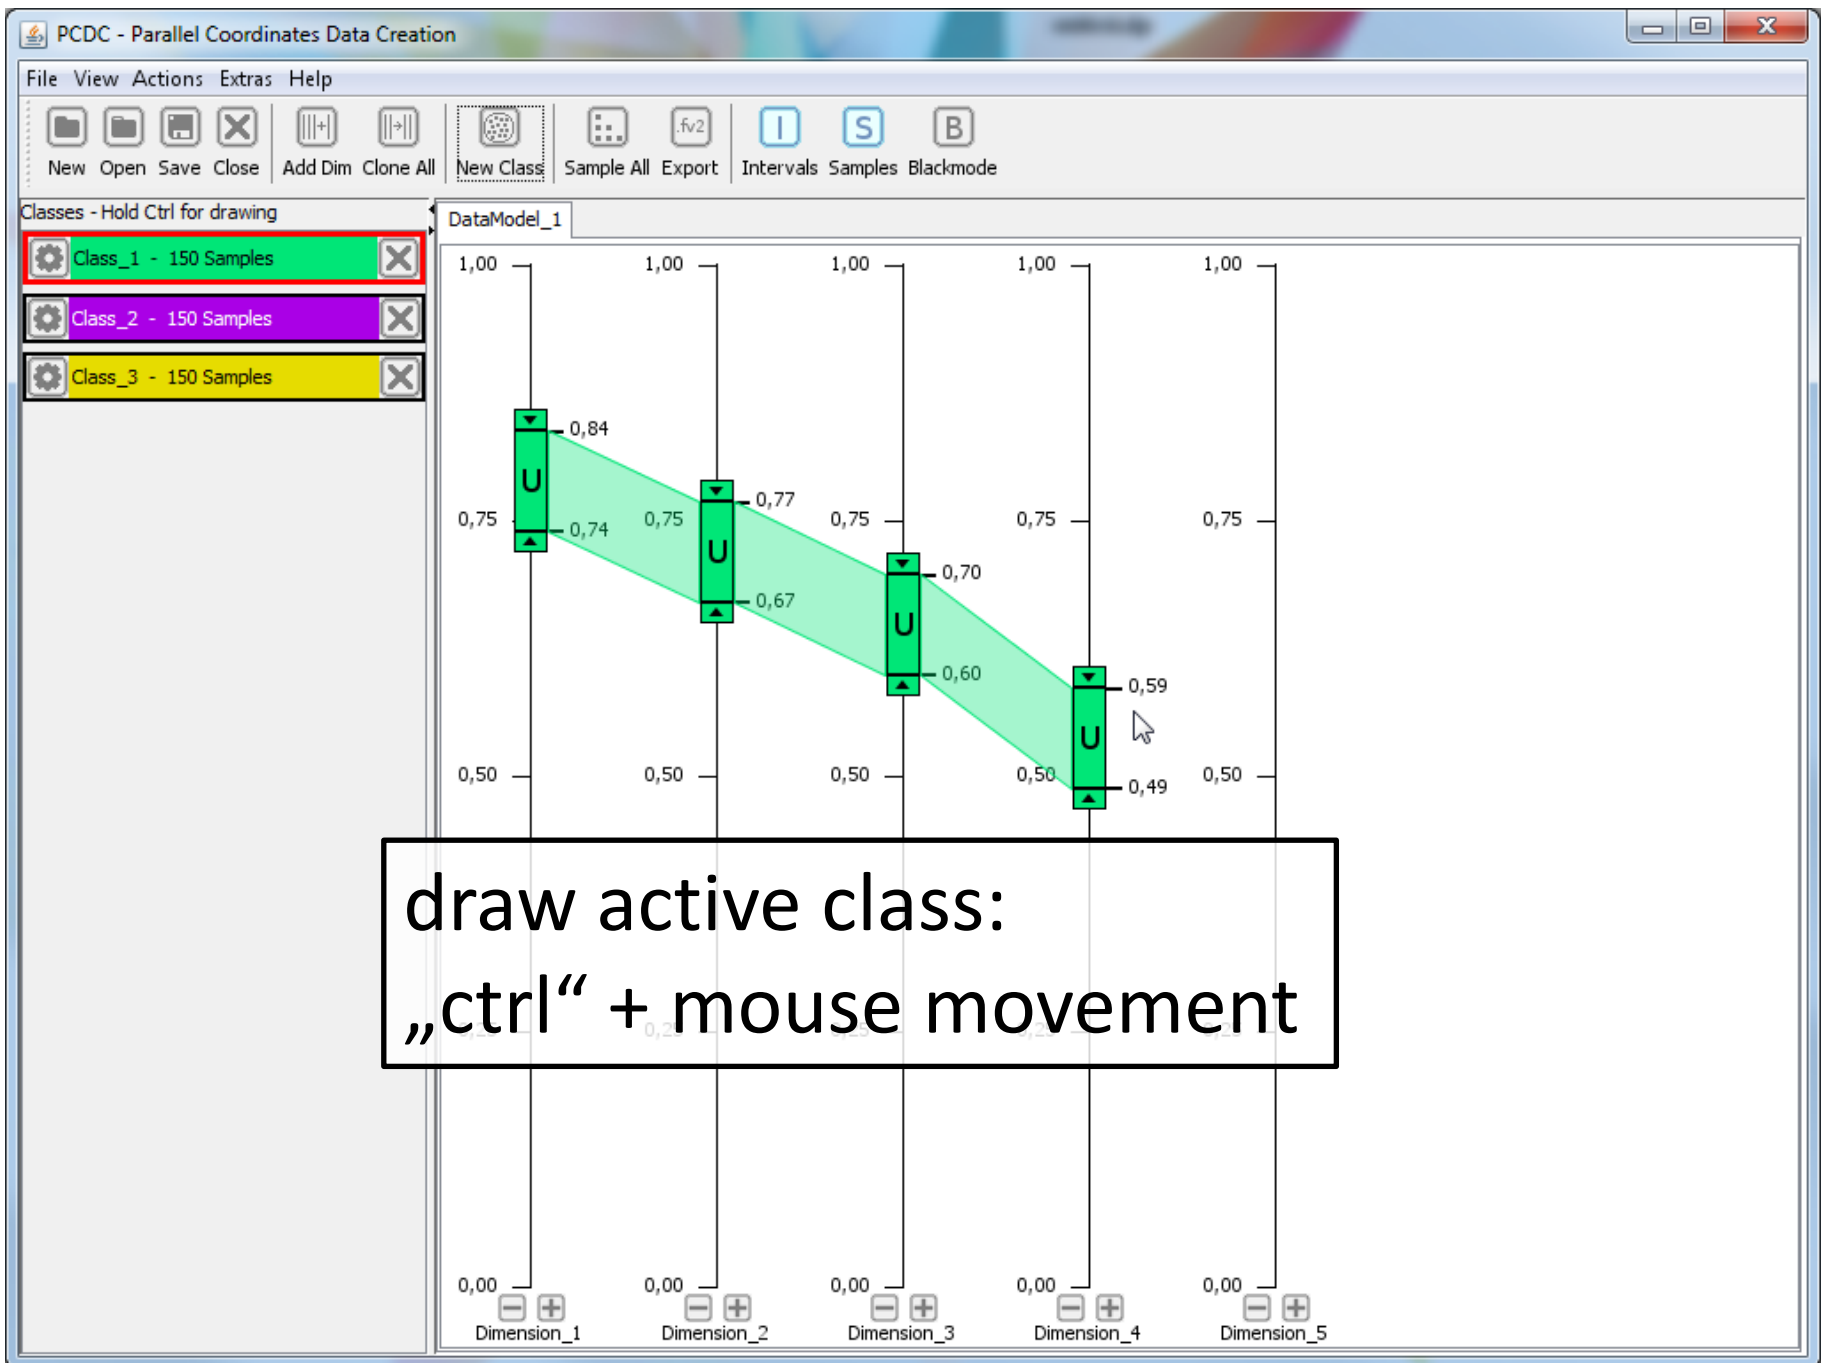 PCDC - Parallel Coordinates Data Creation
File View Actions Extras Help
.fv2 I S B
New Open Save Close Add Dim Clone All New Class Sample All Export Intervals Samples Blackmode
Classes - Hold Ctrl for drawing
DataModel_1
Class_1 - 150 Samples
Class_2 - 150 Samples
Class_3 - 150 Samples
1,00 1,00 1,00 1,00 1,00
0,84
U
0,77
0,75 0,75 0,75 0,75 0,75
0,74
U
0,70
0,67
U
0,60
0,59
U
0,50 0,50 0,50 0,50 0,50
0,49
draw active class:
„ctrl“ + mouse movement
0,00 0,00 0,00 0,00 0,00
Dimension_1 Dimension_2 Dimension_3 Dimension_4 Dimension_5